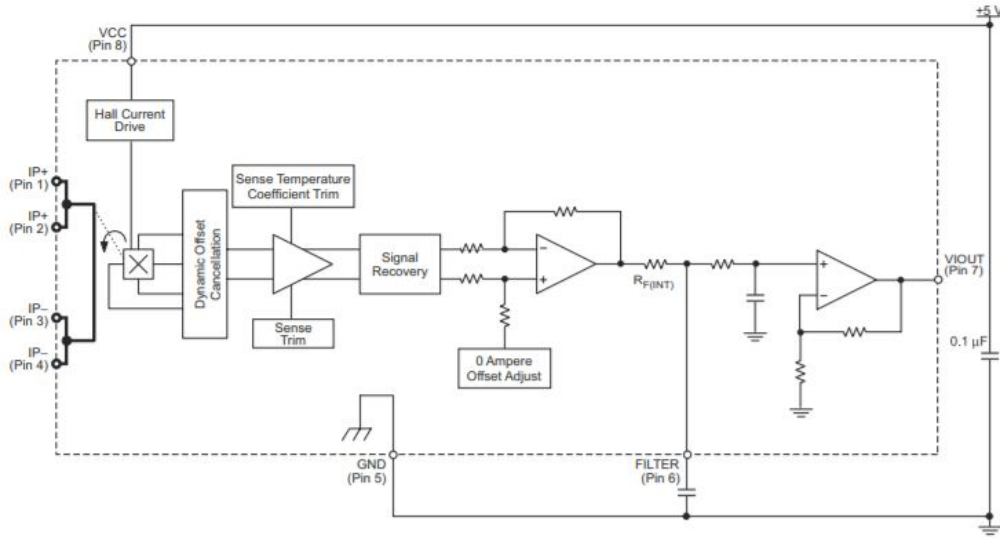 +5 V
VCC
(Pin 8)
Hall Current
Drive
IP+
(Pin 1)
IP+
(Pin 2)
IP−
(Pin 3)
IP−
(Pin 4)
Dynamic Offset
Cancellation
Sense Temperature
Coefficient Trim
Sense
Trim
Signal
Recovery
0 Ampere
Offset Adjust
−
+
RF(INT)
+
−
VIOUT
(Pin 7)
0.1 µF
GND
(Pin 5)
FILTER
(Pin 6)